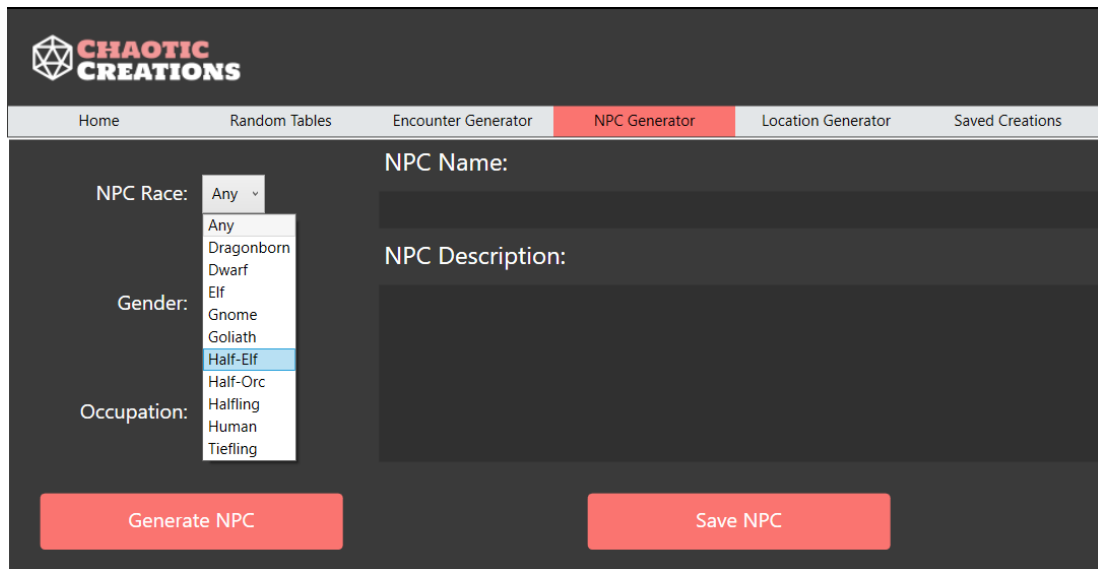 CHAOTIC
CREATIONS
Home Random Tables Encounter Generator NPC Generator Location Generator Saved Creations
NPC Name:
NPC Race: Any
Any
Dragonborn
Dwarf
Elf
Gnome
Goliath
Half-Elf
Half-Orc
Halfling
Human
Tiefling
NPC Description:
Gender:
Occupation:
Generate NPC Save NPC